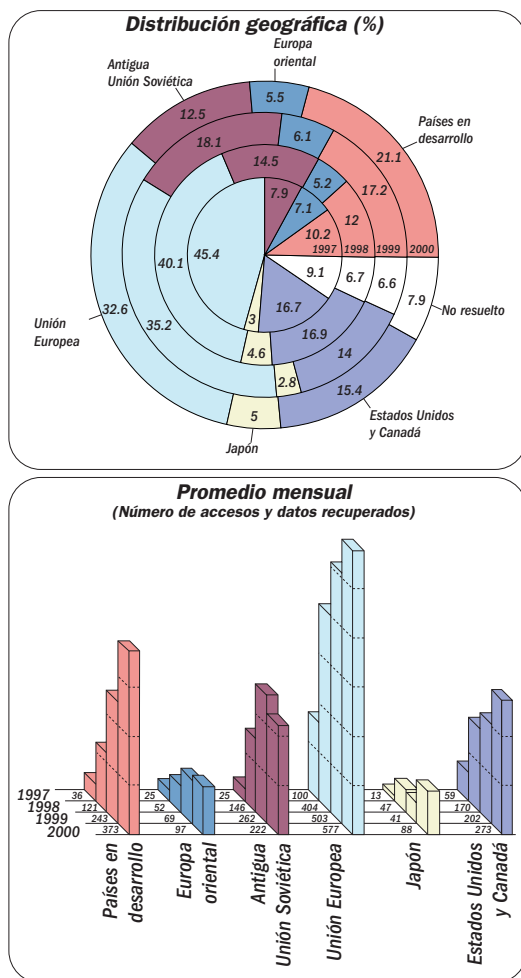 Distribución geográfica (%)
Europa
oriental
Antigua
Unión Soviética
Países en
desarrollo
5.5
12.5
6.1
21.1
18.1
5.2
17.2
14.5
7.9
7.1
12
10.2
1997 1998 1999 2000
45.4
40.1
9.1
6.7
6.6
7.9
No resuelto
32.6
35.2
Unión
Europea
3
16.7
16.9
4.6
14
2.8
15.4
5
Estados Unidos
y Canadá
Japón
Promedio mensual
(Número de accesos y datos recuperados)
1997 36 25 25 100 13 59
1998 121 52 146 404 47 170
1999 243 69 262 503 41 202
2000 373 97 222 577 88 273
Países en
desarrollo
Europa
oriental
Antigua
Unión Soviética
Unión Europea
Japón
Estados Unidos
y Canadá